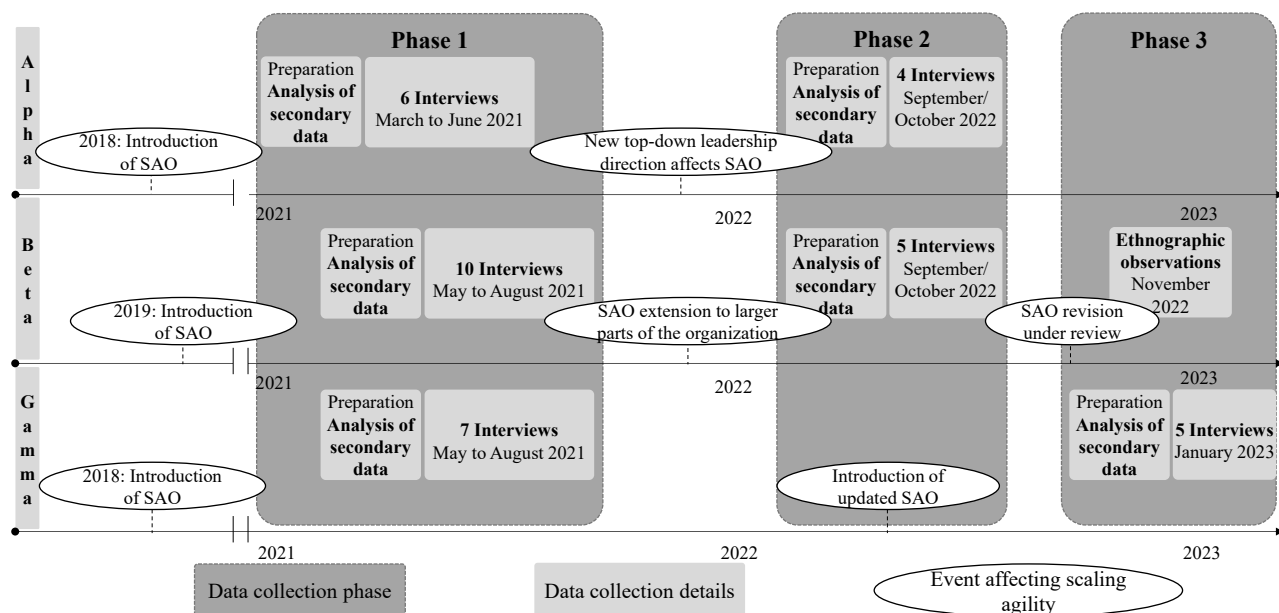 Phase 1
Phase 2
Phase 3
Alpha
Preparation
Analysis of
secondary
data
6 Interviews
March to June 2021
Preparation
Analysis of
secondary
data
4 Interviews
September/
October 2022
2018: Introduction
of SAO
New top-down leadership
direction affects SAO
2021
2022
2023
Beta
Preparation
Analysis of
secondary
data
10 Interviews
May to August 2021
Preparation
Analysis of
secondary
data
5 Interviews
September/
October 2022
Ethnographic
observations
November
2022
2019: Introduction
of SAO
SAO extension to larger
parts of the organization
SAO revision
under review
2021
2022
2023
Gamma
Preparation
Analysis of
secondary
data
7 Interviews
May to August 2021
Preparation
Analysis of
secondary
data
5 Interviews
January 2023
2018: Introduction
of SAO
Introduction of
updated SAO
2021
2022
2023
Data collection phase
Data collection details
Event affecting scaling
agility